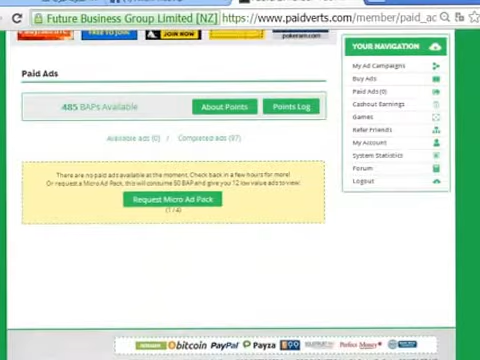 Future Business Group Limited [NZ]
https://www.paidverts.com/member/paid_ac
JOIN NOW
YOUR NAVIGATION
My Ad Campaigns
Buy Ads
Paid Ads (0)
Cashout Earnings
Games
Refer Friends
My Account
System Statistics
Forum
Logout
Paid Ads
485 BAPs Available
About Points
Points Log
Available ads (0) / Completed ads (97)
There are no paid ads available at the moment. Check back in a few hours for more!
Or request a Micro Ad Pack, this will consume 50 BAP and give you 12 low value ads to view:
Request Micro Ad Pack
(1 / 4)
bitcoin PayPal Payza